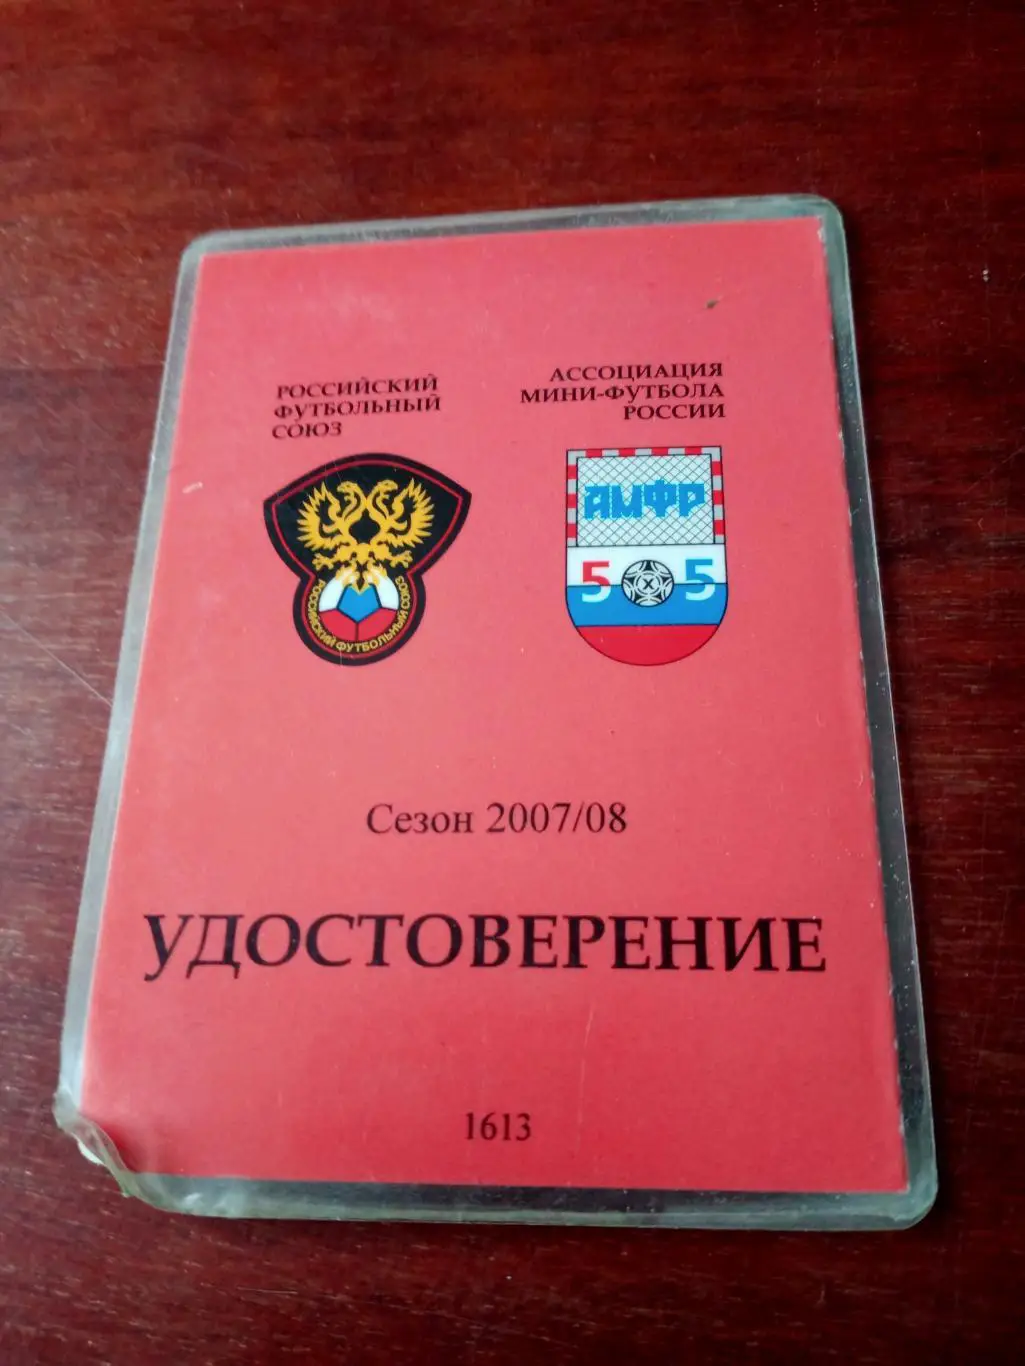 РОССИЙСКИЙ
ФУТБОЛЬНЫЙ
СОЮЗ
РОССИЙСКИЙ ФУТБОЛЬНЫЙ СОЮЗ
АССОЦИАЦИЯ
МИНИ-ФУТБОЛА
РОССИИ
АМФР
5 Х 5
Сезон 2007/08
УДОСТОВЕРЕНИЕ
1613